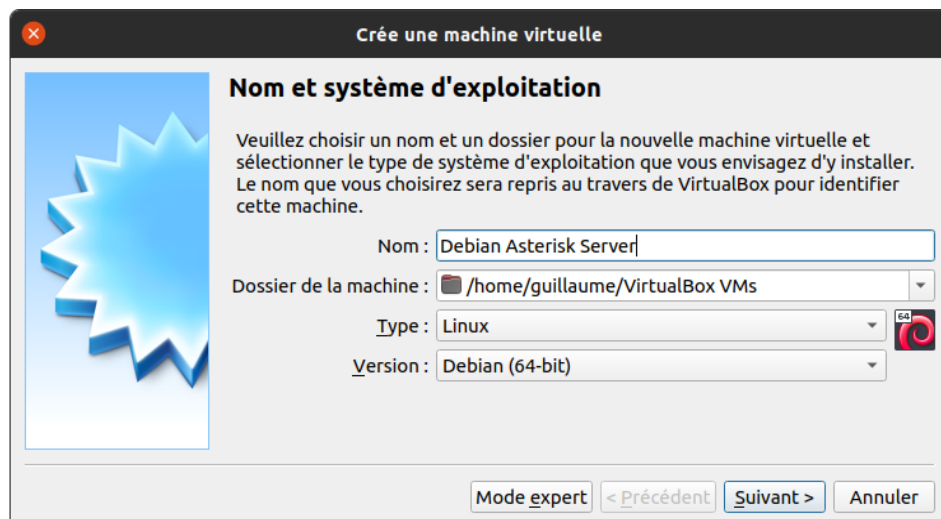 Crée une machine virtuelle
Nom et système d'exploitation
Veuillez choisir un nom et un dossier pour la nouvelle machine virtuelle et
sélectionner le type de système d'exploitation que vous envisagez d'y installer.
Le nom que vous choisirez sera repris au travers de VirtualBox pour identifier
cette machine.
Nom : Debian Asterisk Server
Dossier de la machine : /home/guillaume/VirtualBox VMs
Type : Linux
64
Version : Debian (64-bit)
Mode expert < Précédent Suivant > Annuler